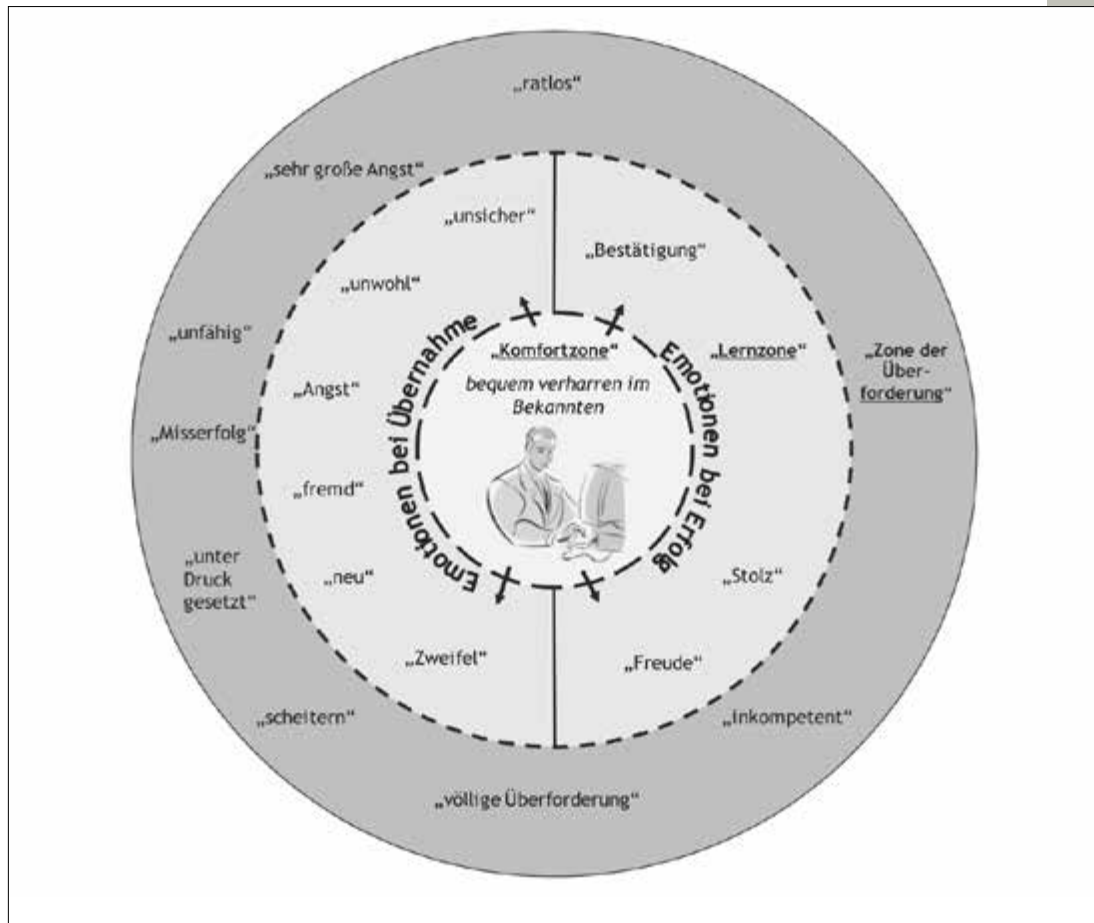 „ratlos“
„sehr große Angst“
„unsicher“
„Bestätigung“
„unwohl“
„unfähig“
Emotionen bei Übernahme
„Komfortzone“
bequem verharren im
Bekannten
Emotionen bei Erfolg
„Lernzone“
„Zone der
Über-
forderung“
„Angst“
„Misserfolg“
„fremd“
„unter
Druck
gesetzt“
„neu“
„Stolz“
„Zweifel“
„Freude“
„scheitern“
„inkompetent“
„völlige Überforderung“